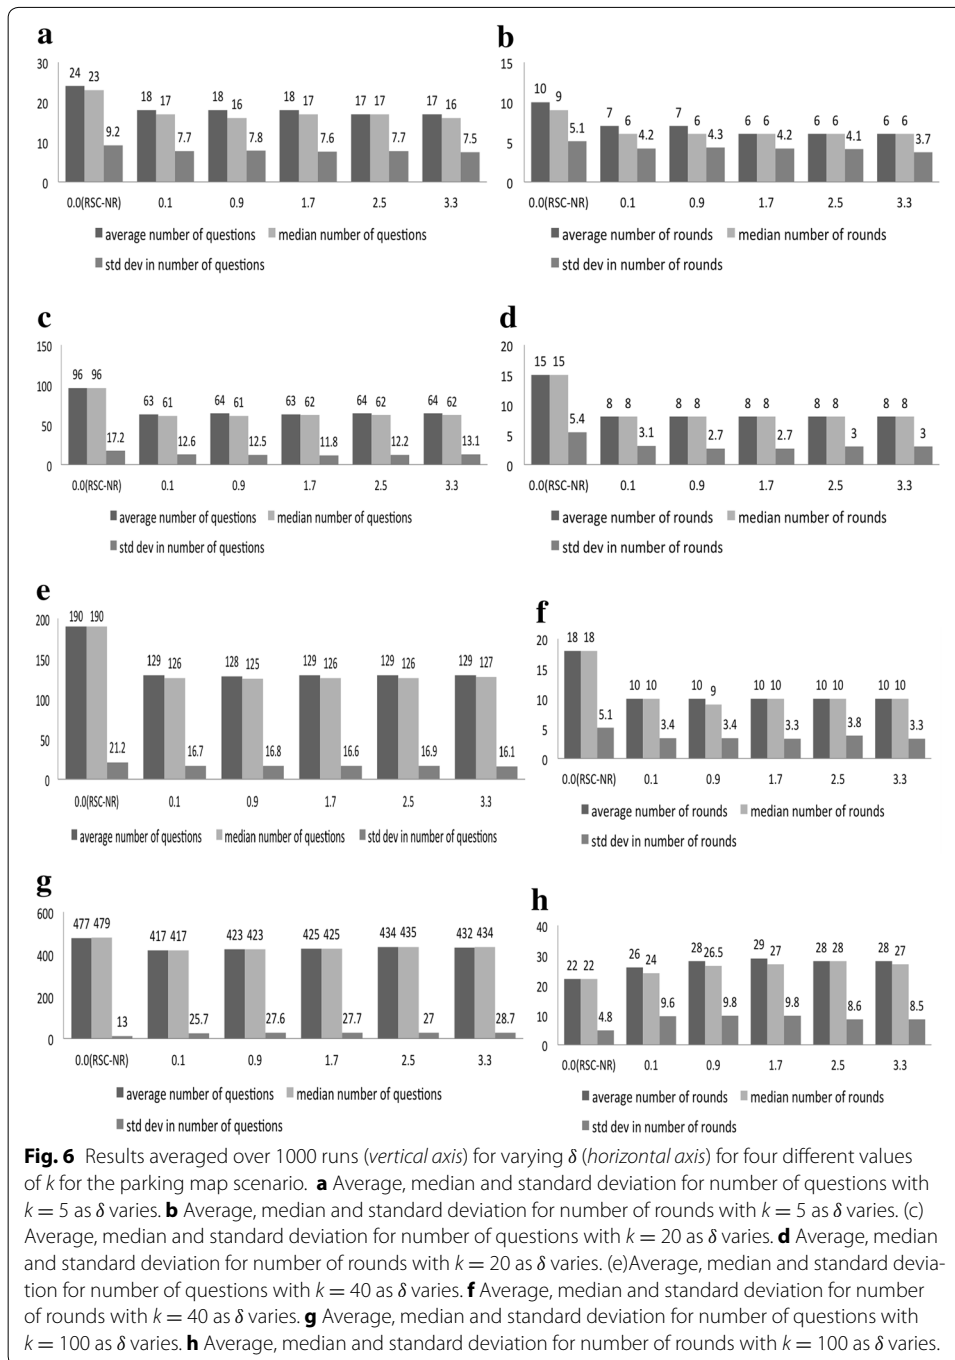 a
30
20
10
0
24 23 9.2 18 17 7.7 18 16 7.8 18 17 7.6 17 17 7.7 17 16 7.5
0.0(RSC-NR) 0.1 0.9 1.7 2.5 3.3
average number of questions median number of questions
std dev in number of questions
b
15
10
5
0
10 9 5.1 7 6 4.2 7 6 4.3 6 6 4.2 6 6 4.1 6 6 3.7
0.0(RSC-NR) 0.1 0.9 1.7 2.5 3.3
average number of rounds median number of rounds
std dev in number of rounds
c
150
100
50
0
96 96 17.2 63 61 12.6 64 61 12.5 63 62 11.8 64 62 12.2 64 62 13.1
0.0(RSC-NR) 0.1 0.9 1.7 2.5 3.3
average number of questions median number of questions
std dev in number of questions
d
20
15
10
5
0
15 15 5.4 8 8 3.1 8 8 2.7 8 8 2.7 8 8 3 8 8 3
0.0(RSC-NR) 0.1 0.9 1.7 2.5 3.3
average number of rounds median number of rounds
std dev in number of rounds
e
200
150
100
50
0
190 190 21.2 129 126 16.7 128 125 16.8 129 126 16.6 129 126 16.9 129 127 16.1
0.0(RSC-NR) 0.1 0.9 1.7 2.5 3.3
average number of questions median number of questions std dev in number of questions
f
20
15
10
5
0
18 18 5.1 10 10 3.4 10 9 3.4 10 10 3.3 10 10 3.8 10 10 3.3
0.0(RSC-NR) 0.1 0.9 1.7 2.5 3.3
average number of rounds median number of rounds
std dev in number of rounds
g
600
400
200
0
477 479 13 417 417 25.7 423 423 27.6 425 425 27.7 434 435 27 432 434 28.7
0.0(RSC-NR) 0.1 0.9 1.7 2.5 3.3
average number of questions median number of questions
std dev in number of questions
h
40
30
20
10
0
22 22 4.8 26 24 9.6 28 26.5 9.8 29 27 9.8 28 28 8.6 28 27 8.5
0.0(RSC-NR) 0.1 0.9 1.7 2.5 3.3
average number of rounds median number of rounds
std dev in number of rounds
Fig. 6 Results averaged over 1000 runs (vertical axis) for varying δ (horizontal axis) for four different values
of k for the parking map scenario. a Average, median and standard deviation for number of questions with
k = 5 as δ varies. b Average, median and standard deviation for number of rounds with k = 5 as δ varies. (c)
Average, median and standard deviation for number of questions with k = 20 as δ varies. d Average, median
and standard deviation for number of rounds with k = 20 as δ varies. (e)Average, median and standard devia-
tion for number of questions with k = 40 as δ varies. f Average, median and standard deviation for number
of rounds with k = 40 as δ varies. g Average, median and standard deviation for number of questions with
k = 100 as δ varies. h Average, median and standard deviation for number of rounds with k = 100 as δ varies.